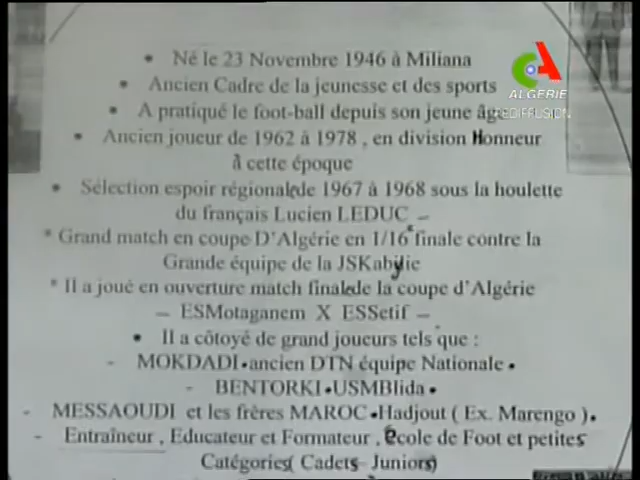 • Né le 23 Novembre 1946 à Miliana
• Ancien Cadre de la jeunesse et des sports
ALGERIE
REDIFFUSION
• A pratiqué le foot-ball depuis son jeune âge
• Ancien joueur de 1962 à 1978 , en division Honneur
à cette époque
• Sélection espoir régionale de 1967 à 1968 sous la houlette
du français Lucien LEDUC –
* Grand match en coupe D'Algérie en 1/16e finale contre la
Grande équipe de la JSKabylie
* Il a joué en ouverture match finale de la coupe d'Algérie
– ESMotaganem X ESSetif –
• Il a côtoyé de grand joueurs tels que :
- MOKDADI • ancien DTN équipe Nationale •
- BENTORKI • USMBlida •
- MESSAOUDI et les frères MAROC • Hadjout ( Ex. Marengo ) •
- Entraîneur , Educateur et Formateur , école de Foot et petites
Catégories ( Cadets – Juniors )